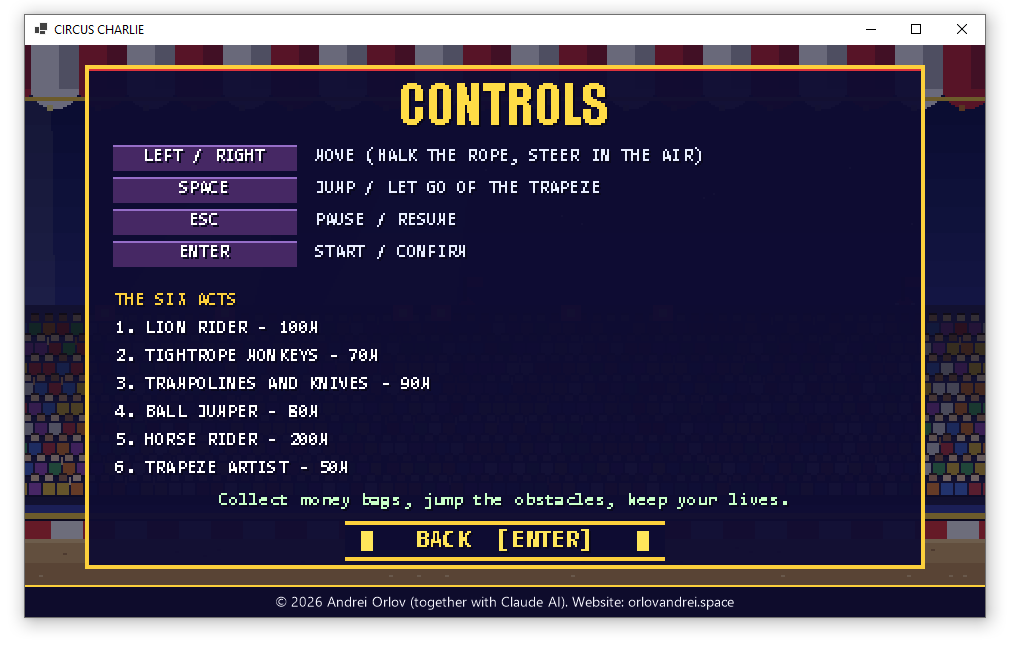 CIRCUS CHARLIE
CONTROLS
LEFT / RIGHT MOVE (WALK THE ROPE, STEER IN THE AIR)
SPACE JUMP / LET GO OF THE TRAPEZE
ESC PAUSE / RESUME
ENTER START / CONFIRM
THE SIX ACTS
1. LION RIDER - 100M
2. TIGHTROPE MONKEYS - 70M
3. TRAMPOLINES AND KNIVES - 90M
4. BALL JUMPER - 80M
5. HORSE RIDER - 200M
6. TRAPEZE ARTIST - 50M
Collect money bags, jump the obstacles, keep your lives.
BACK [ENTER]
© 2026 Andrei Orlov (together with Claude AI). Website: orlovandrei.space